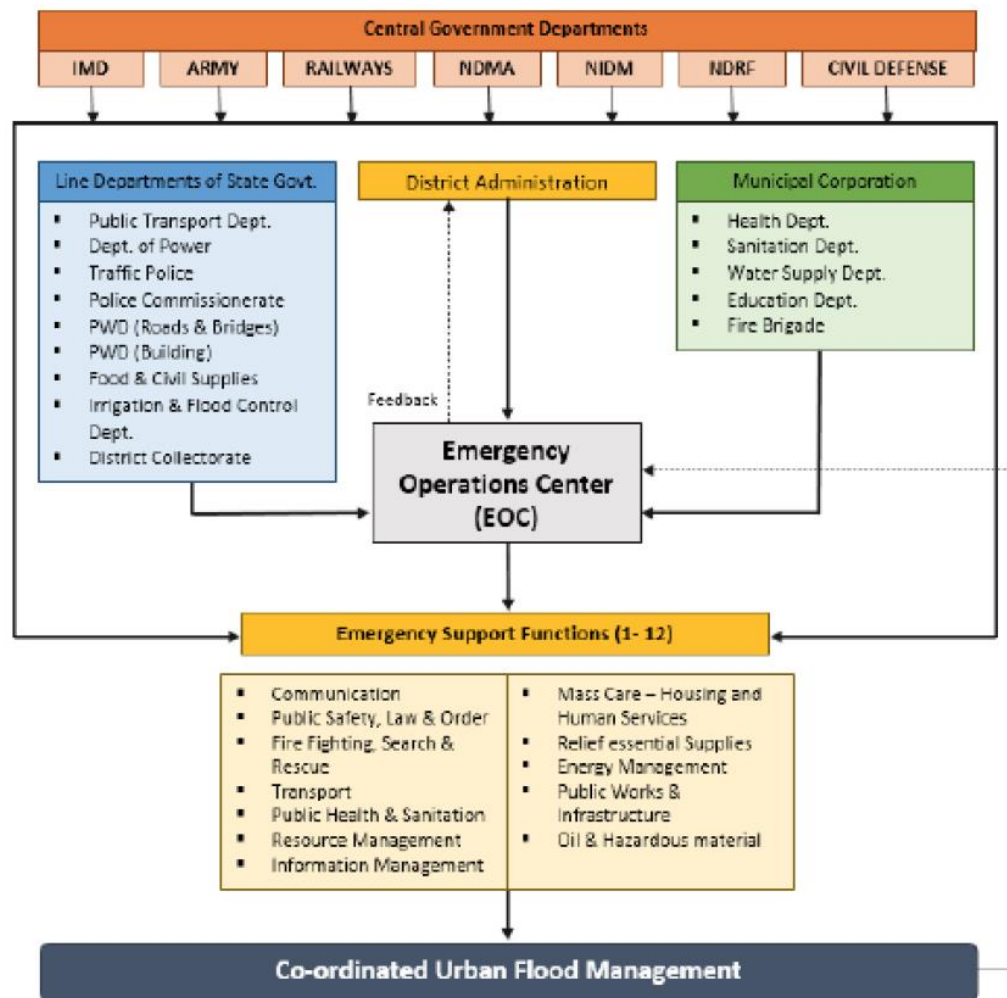 Central Government Departments
IMD
ARMY
RAILWAYS
NDMA
NIDM
NDRF
CIVIL DEFENSE
Line Departments of State Govt.
▪ Public Transport Dept.
▪ Dept. of Power
▪ Traffic Police
▪ Police Commissionerate
▪ PWD (Roads & Bridges)
▪ PWD (Building)
▪ Food & Civil Supplies
▪ Irrigation & Flood Control
Dept.
▪ District Collectorate
District Administration
Municipal Corporation
▪ Health Dept.
▪ Sanitation Dept.
▪ Water Supply Dept.
▪ Education Dept.
▪ Fire Brigade
Feedback
Emergency
Operations Center
(EOC)
Emergency Support Functions (1- 12)
▪ Communication
▪ Public Safety, Law & Order
▪ Fire Fighting, Search &
Rescue
▪ Transport
▪ Public Health & Sanitation
▪ Resource Management
▪ Information Management
▪ Mass Care – Housing and
Human Services
▪ Relief essential Supplies
▪ Energy Management
▪ Public Works &
Infrastructure
▪ Oil & Hazardous material
Co-ordinated Urban Flood Management